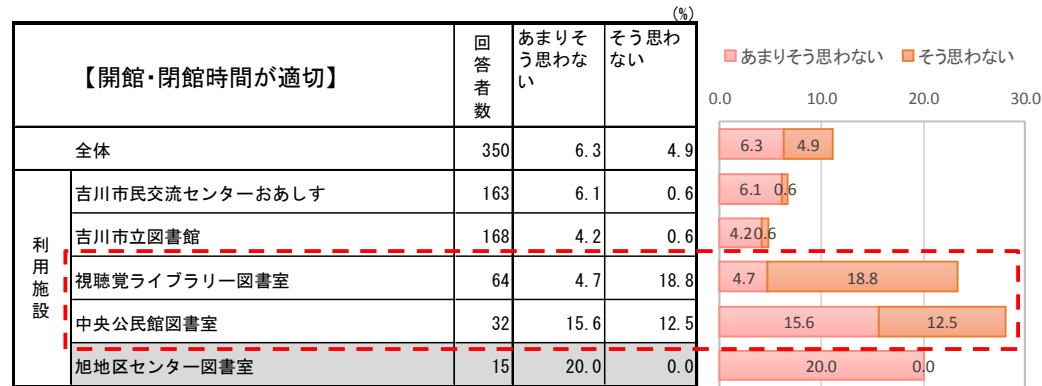 (%)
【開館・閉館時間が適切】
回答者数
あまりそう思わない
そう思わない
全体 350 6.3 4.9
利用施設
吉川市民交流センターおあしす 163 6.1 0.6
吉川市立図書館 168 4.2 0.6
視聴覚ライブラリー図書室 64 4.7 18.8
中央公民館図書室 32 15.6 12.5
旭地区センター図書室 15 20.0 0.0
あまりそう思わない そう思わない
0.0 10.0 20.0 30.0
6.3 4.9
6.1 0.6
4.2 0.6
4.7 18.8
15.6 12.5
20.0 0.0